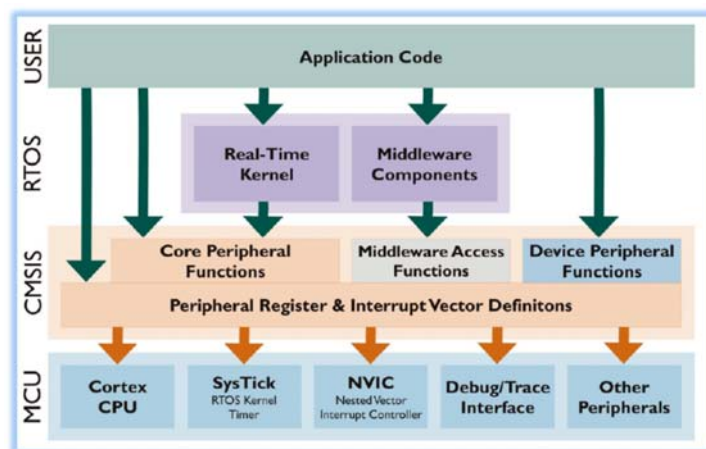 USER
Application Code
RTOS
Real-Time
Kernel
Middleware
Components
CMSIS
Core Peripheral
Functions
Middleware Access
Functions
Device Peripheral
Functions
Peripheral Register & Interrupt Vector Definitons
MCU
Cortex
CPU
SysTick
RTOS Kernel
Timer
NVIC
Nested Vector
Interrupt Controller
Debug/Trace
Interface
Other
Peripherals